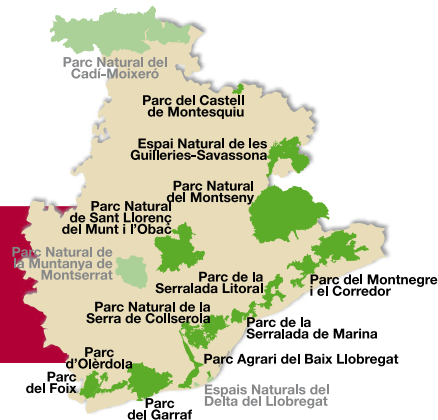 Parc Natural del
Cadí-Moixeró
Parc del Castell
de Montesquiu
Espai Natural de les
Guilleries-Savassona
Parc Natural
del Montseny
Parc Natural
de Sant Llorenç
del Munt i l'Obac
Parc Natural de
la Muntanya de
Montserrat
Parc de la
Serralada Litoral
Parc del Montnegre
i el Corredor
Parc Natural de la
Serra de Collserola
Parc de la
Serralada de Marina
Parc
d'Olèrdola
Parc Agrari del Baix Llobregat
Parc
del Foix
Espais Naturals del
Delta del Llobregat
Parc
del Garraf